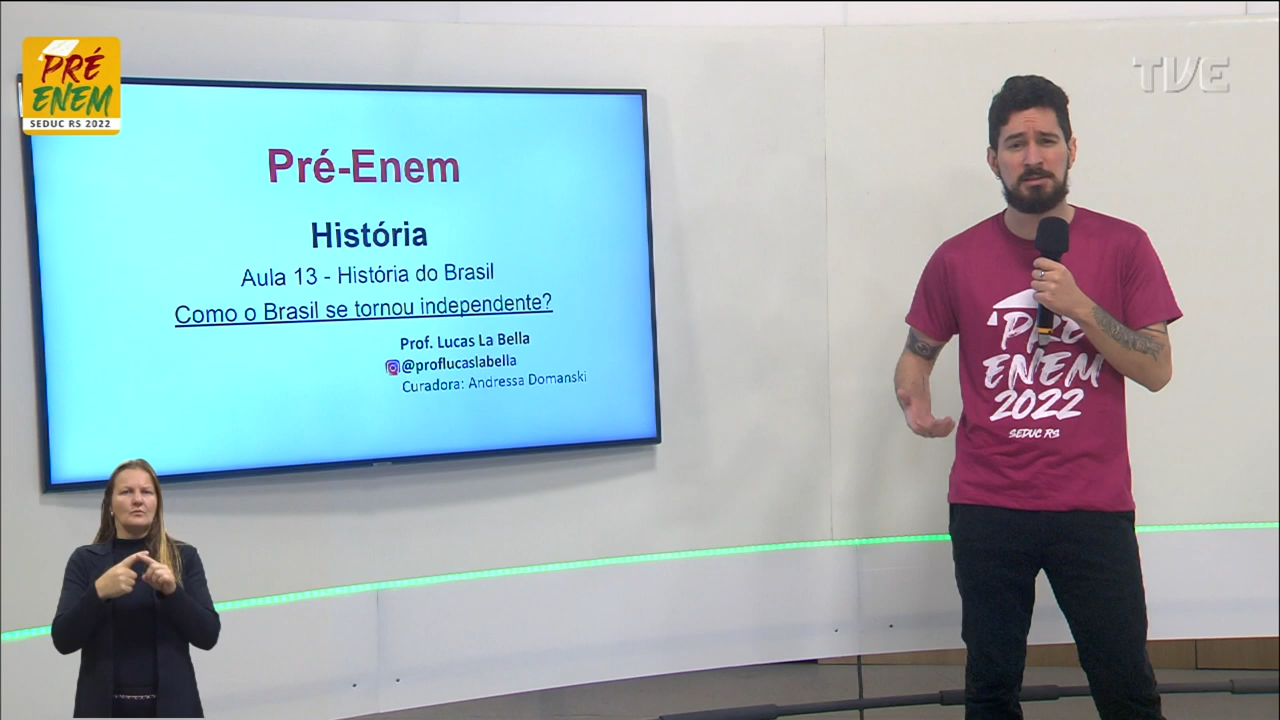 PRÉ
ENEM
SEDUC RS 2022
TVE
Pré-Enem
História
Aula 13 - História do Brasil
Como o Brasil se tornou independente?
Prof. Lucas La Bella
@proflucaslabella
Curadora: Andressa Domanski
PRÉ
ENEM
2022
SEDUC RS